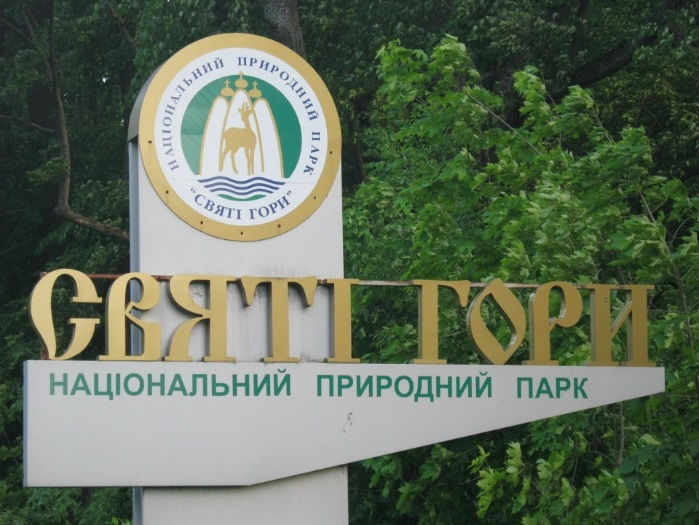 НАЦІОНАЛЬНИЙ ПРИРОДНИЙ ПАРК
"СВЯТІ ГОРИ"
СВЯТІ ГОРИ
НАЦІОНАЛЬНИЙ ПРИРОДНИЙ ПАРК